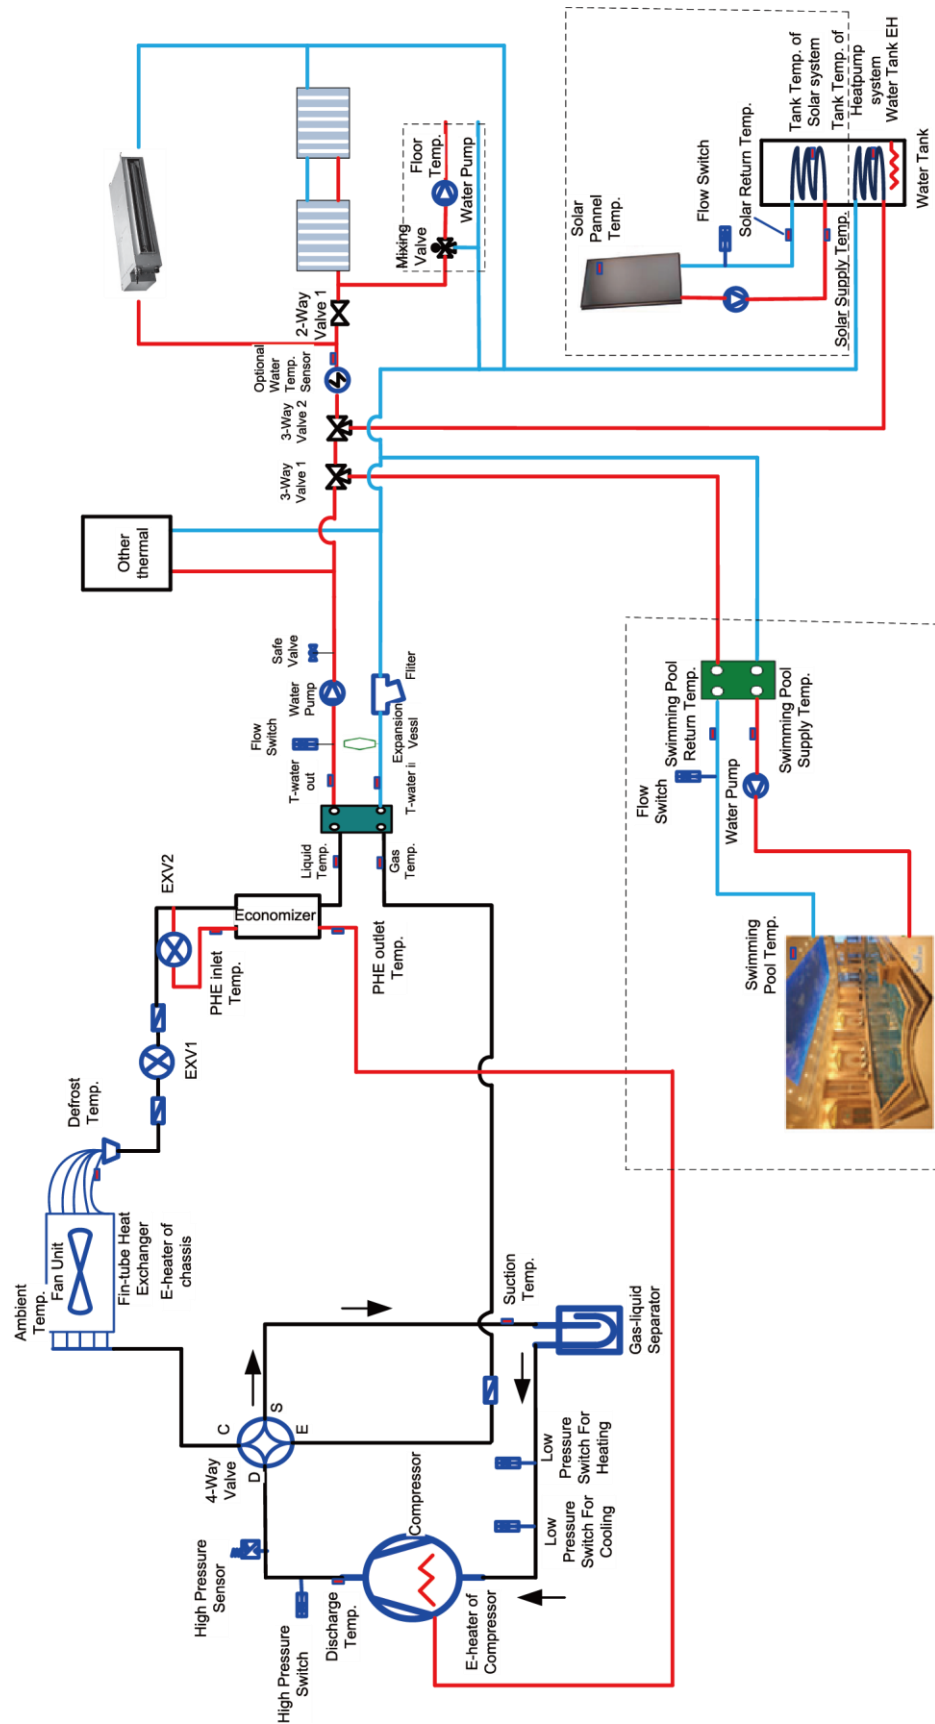 Ambient
Temp.
Fan Unit
Fin-tube Heat
Exchanger
E-heater of
chassis
Defrost
Temp.
EXV1
EXV2
PHE inlet
Temp.
Economizer
PHE outlet
Temp.
Liquid
Temp.
Gas
Temp.
T-water
out
T-water ii
Flow
Switch
Expansion
Vessl
Water
Pump
Safe
Valve
Fliter
Other
thermal
3-Way
Valve 1
3-Way
Valve 2
Optional
Water
Temp.
Sensor
2-Way
Valve 1
Mixing
Valve
Floor
Temp.
Water Pump
4-Way
Valve
C
D
S
E
High Pressure
Sensor
High Pressure
Switch
Discharge
Temp.
Compressor
E-heater of
Compressor
Low
Pressure
Switch For
Cooling
Low
Pressure
Switch For
Heating
Suction
Temp.
Gas-liquid
Separator
Swimming
Pool Temp.
Flow
Switch
Water Pump
Swimming Pool
Return Temp.
Swimming Pool
Supply Temp.
Solar
Pannel
Temp.
Flow Switch
Solar Return Temp.
Solar Supply Temp.
Tank Temp. of
Solar system
Tank Temp. of
Heatpump
system
Water Tank EH
Water Tank